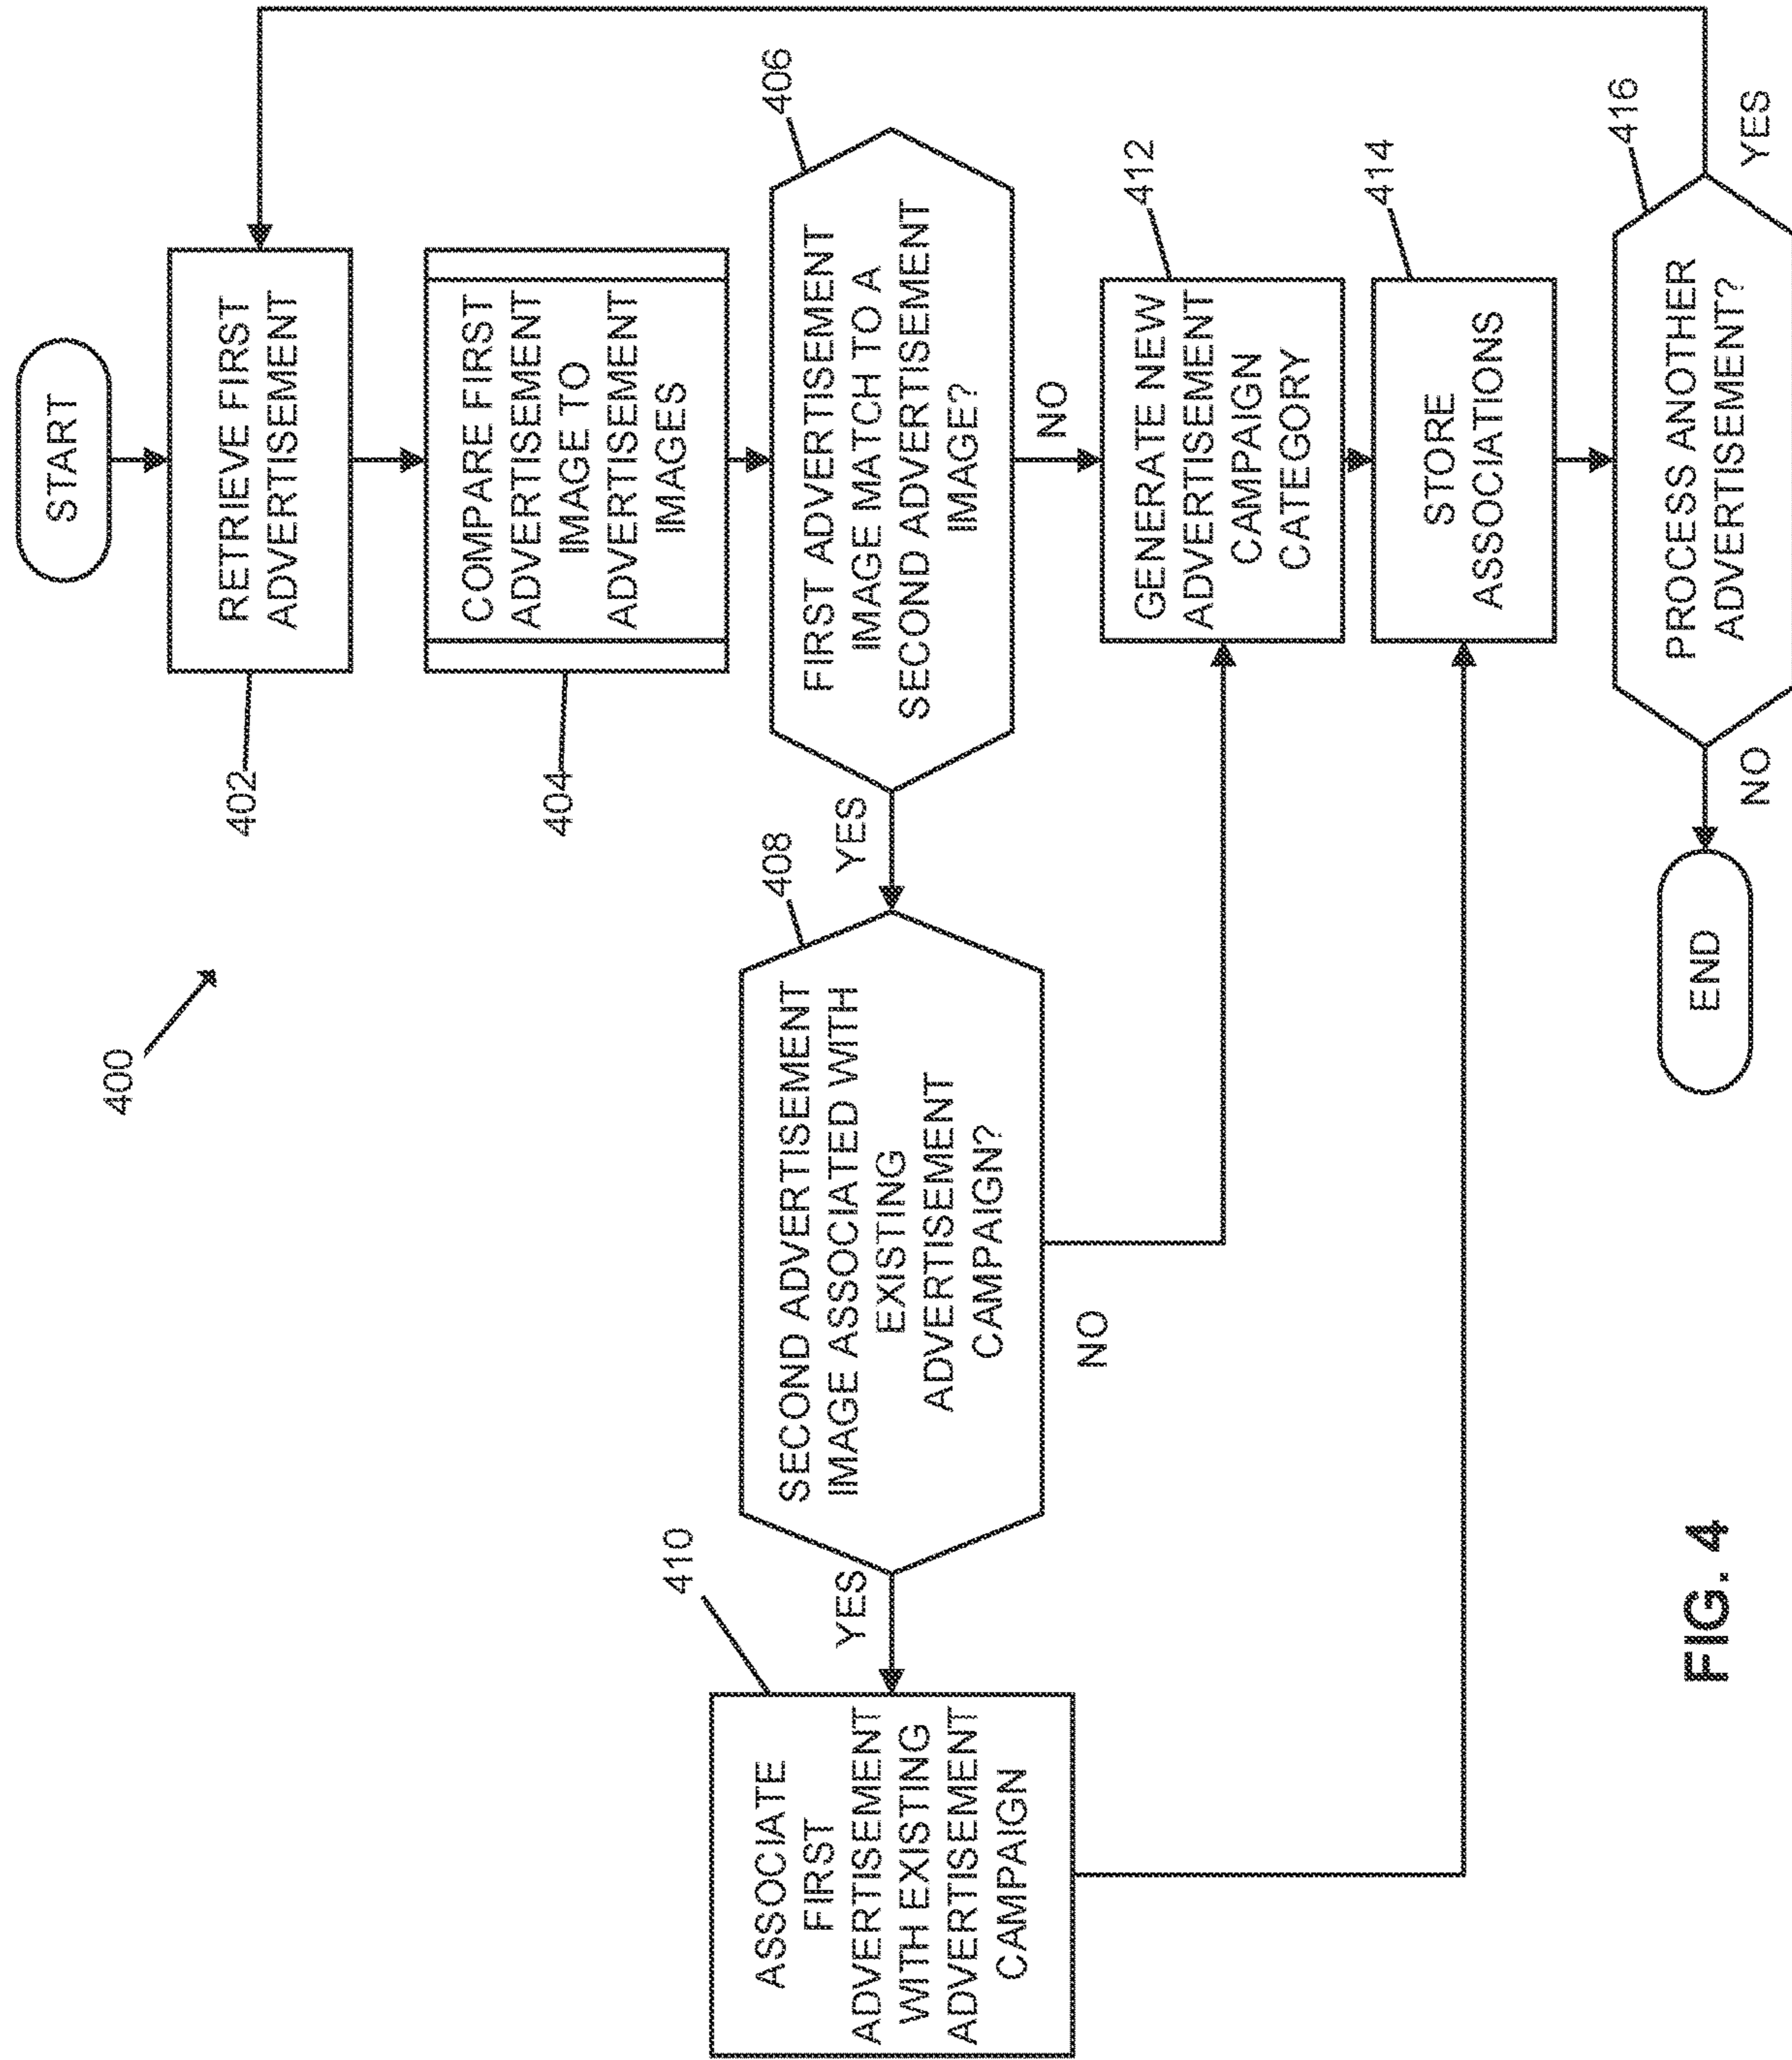 400
START
402
RETRIEVE FIRST
ADVERTISEMENT
404
COMPARE FIRST
ADVERTISEMENT
IMAGE TO
ADVERTISEMENT
IMAGES
406
FIRST ADVERTISEMENT
IMAGE MATCH TO A
SECOND ADVERTISEMENT
IMAGE?
YES
NO
408
SECOND ADVERTISEMENT
IMAGE ASSOCIATED WITH
EXISTING
ADVERTISEMENT
CAMPAIGN?
YES
NO
410
ASSOCIATE
FIRST
ADVERTISEMENT
WITH EXISTING
ADVERTISEMENT
CAMPAIGN
412
GENERATE NEW
ADVERTISEMENT
CAMPAIGN
CATEGORY
414
STORE
ASSOCIATIONS
416
PROCESS ANOTHER
ADVERTISEMENT?
YES
NO
END
FIG. 4